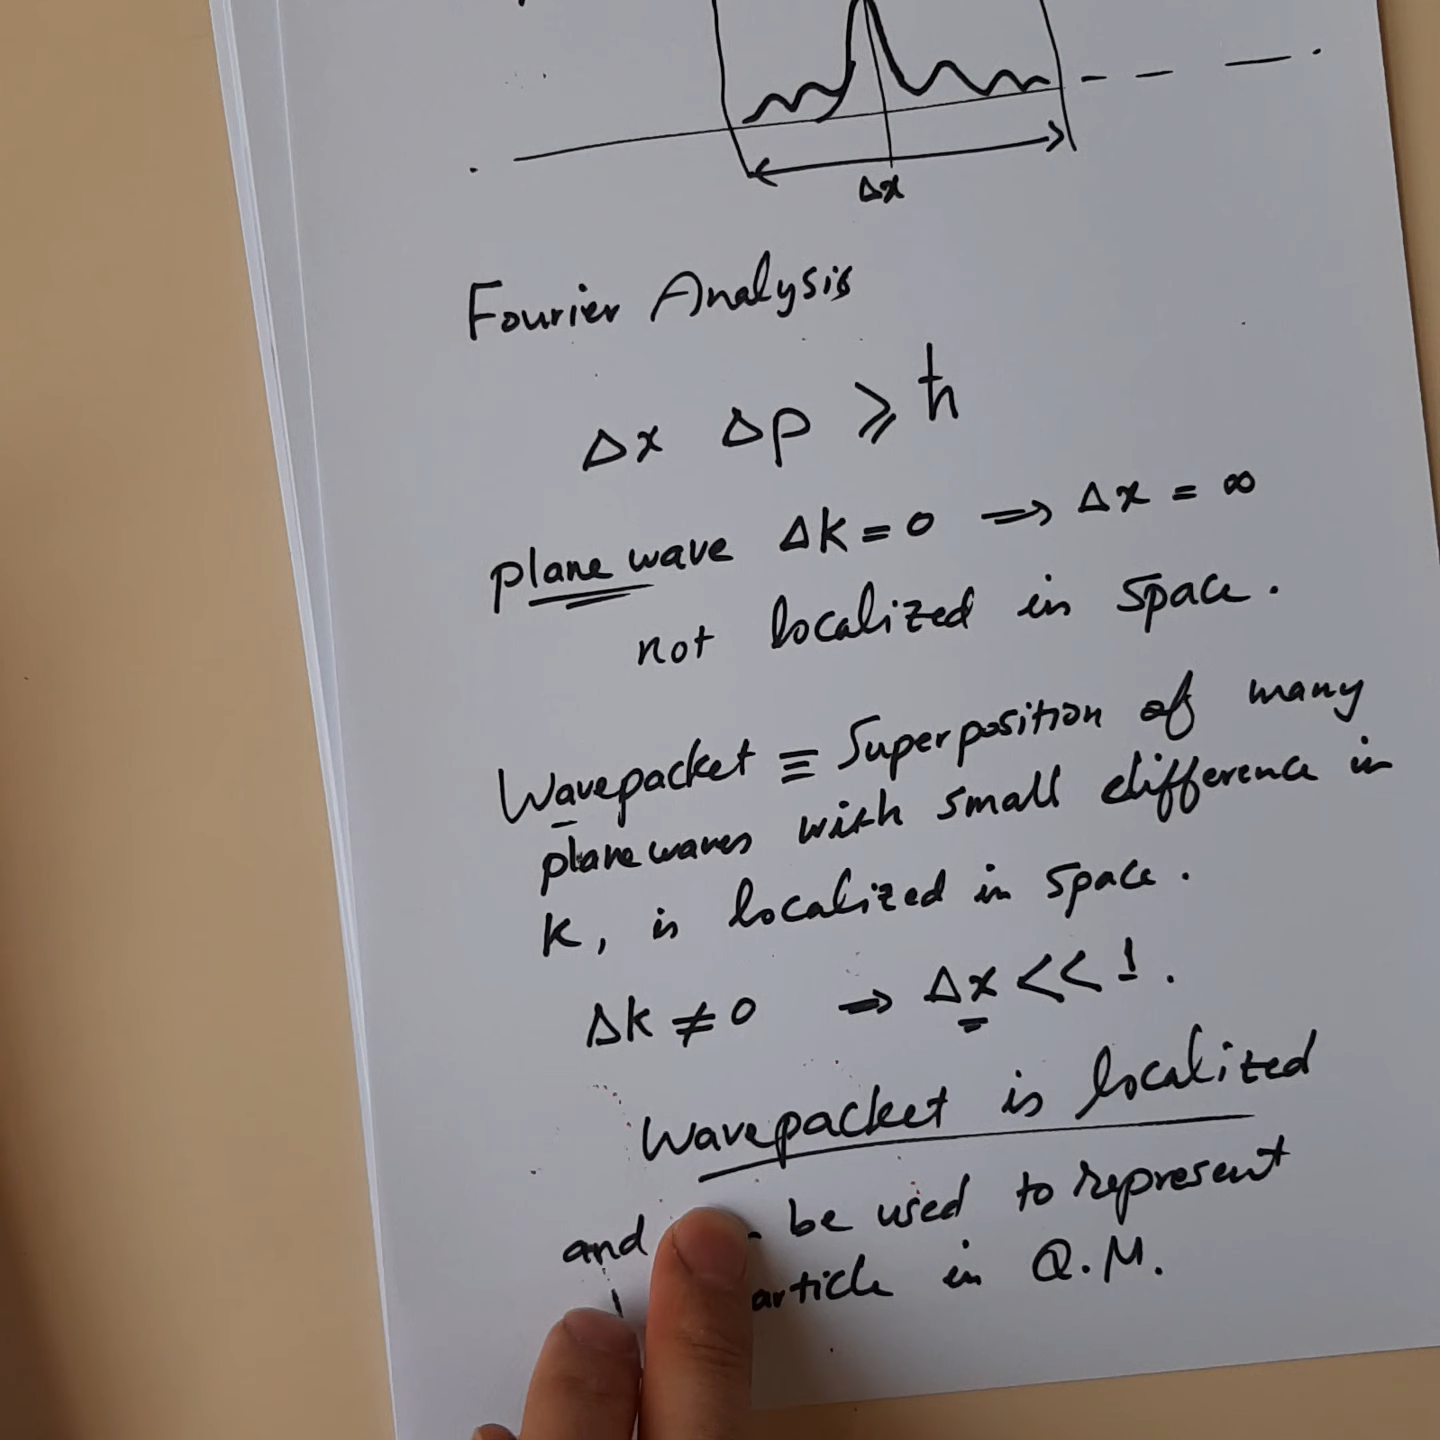 Δx
Fourier Analysis
Δx Δp ⩾ ħ
plane wave Δk = 0 ⟹ Δx = ∞
not localized in space.
Wavepacket ≡ Superposition of many
plane waves with small difference in
k, is localized in space.
Δk ≠ 0 ⟹ Δx << 1.
Wavepacket is localized
and be used to represent
in Q.M.